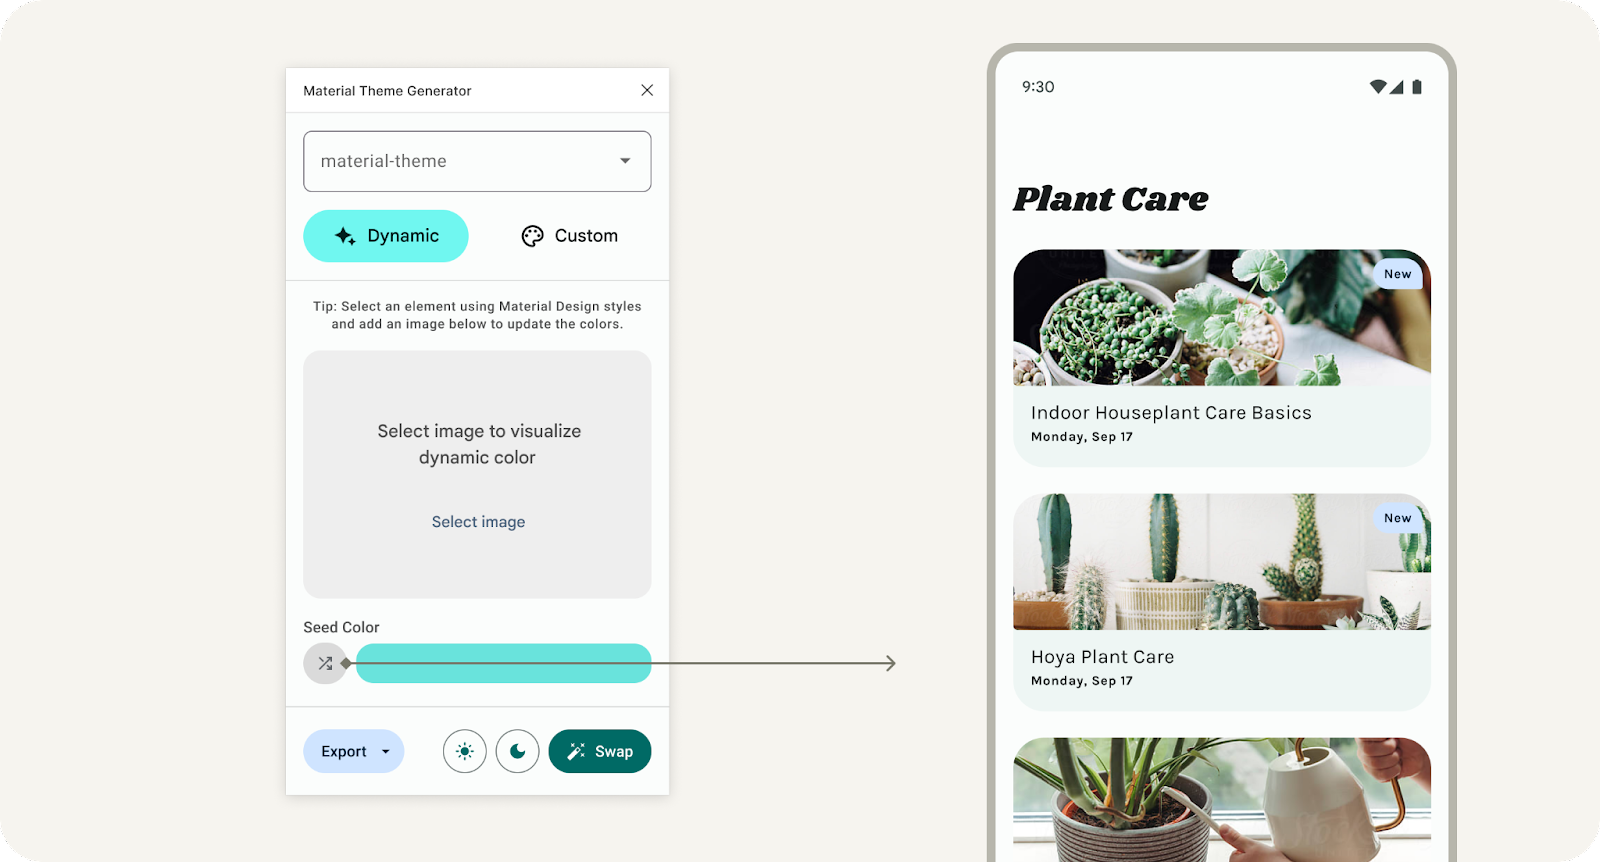 Material Theme Generator
material-theme
Dynamic
Custom
Tip: Select an element using Material Design styles
and add an image below to update the colors.
Select image to visualize
dynamic color
Select image
Seed Color
Export
Swap
9:30
Plant Care
New
Indoor Houseplant Care Basics
Monday, Sep 17
New
Hoya Plant Care
Monday, Sep 17